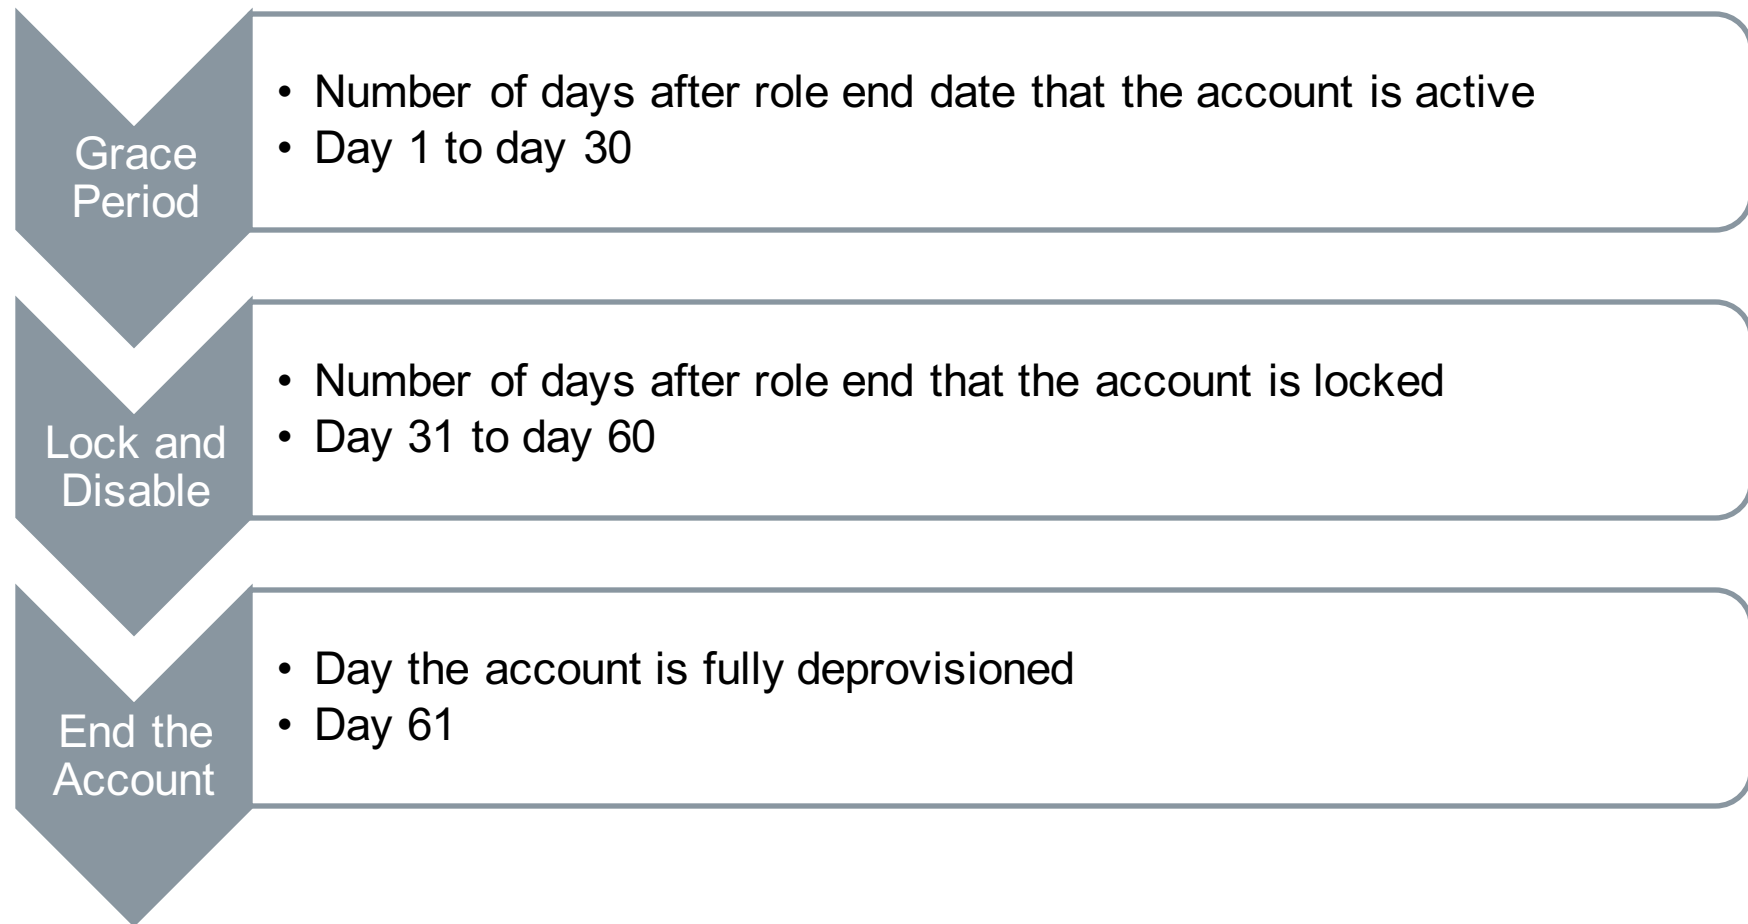 Grace
Period
• Number of days after role end date that the account is active
• Day 1 to day 30
Lock and
Disable
• Number of days after role end that the account is locked
• Day 31 to day 60
End the
Account
• Day the account is fully deprovisioned
• Day 61